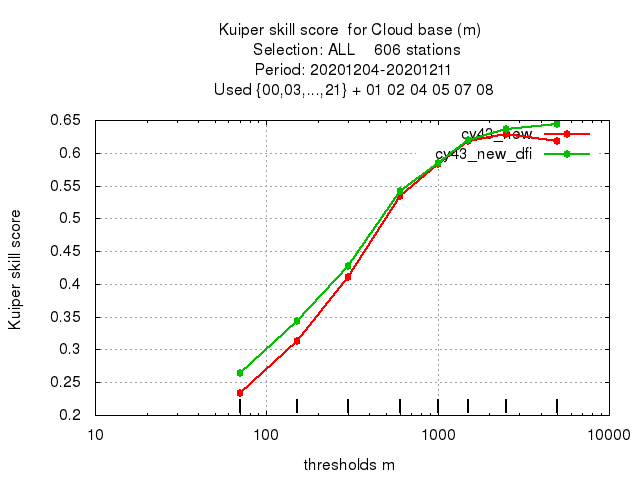 Kuiper skill score  for Cloud base (m)
Selection: ALL    606 stations
Period: 20201204-20201211
Used {00,03,...,21} + 01 02 04 05 07 08
0.65
cy43_new
0.6
cy43_new_dfi
0.55
0.5
0.45
0.4
0.35
0.3
0.25
0.2
Kuiper skill score
10
100
1000
10000
thresholds m